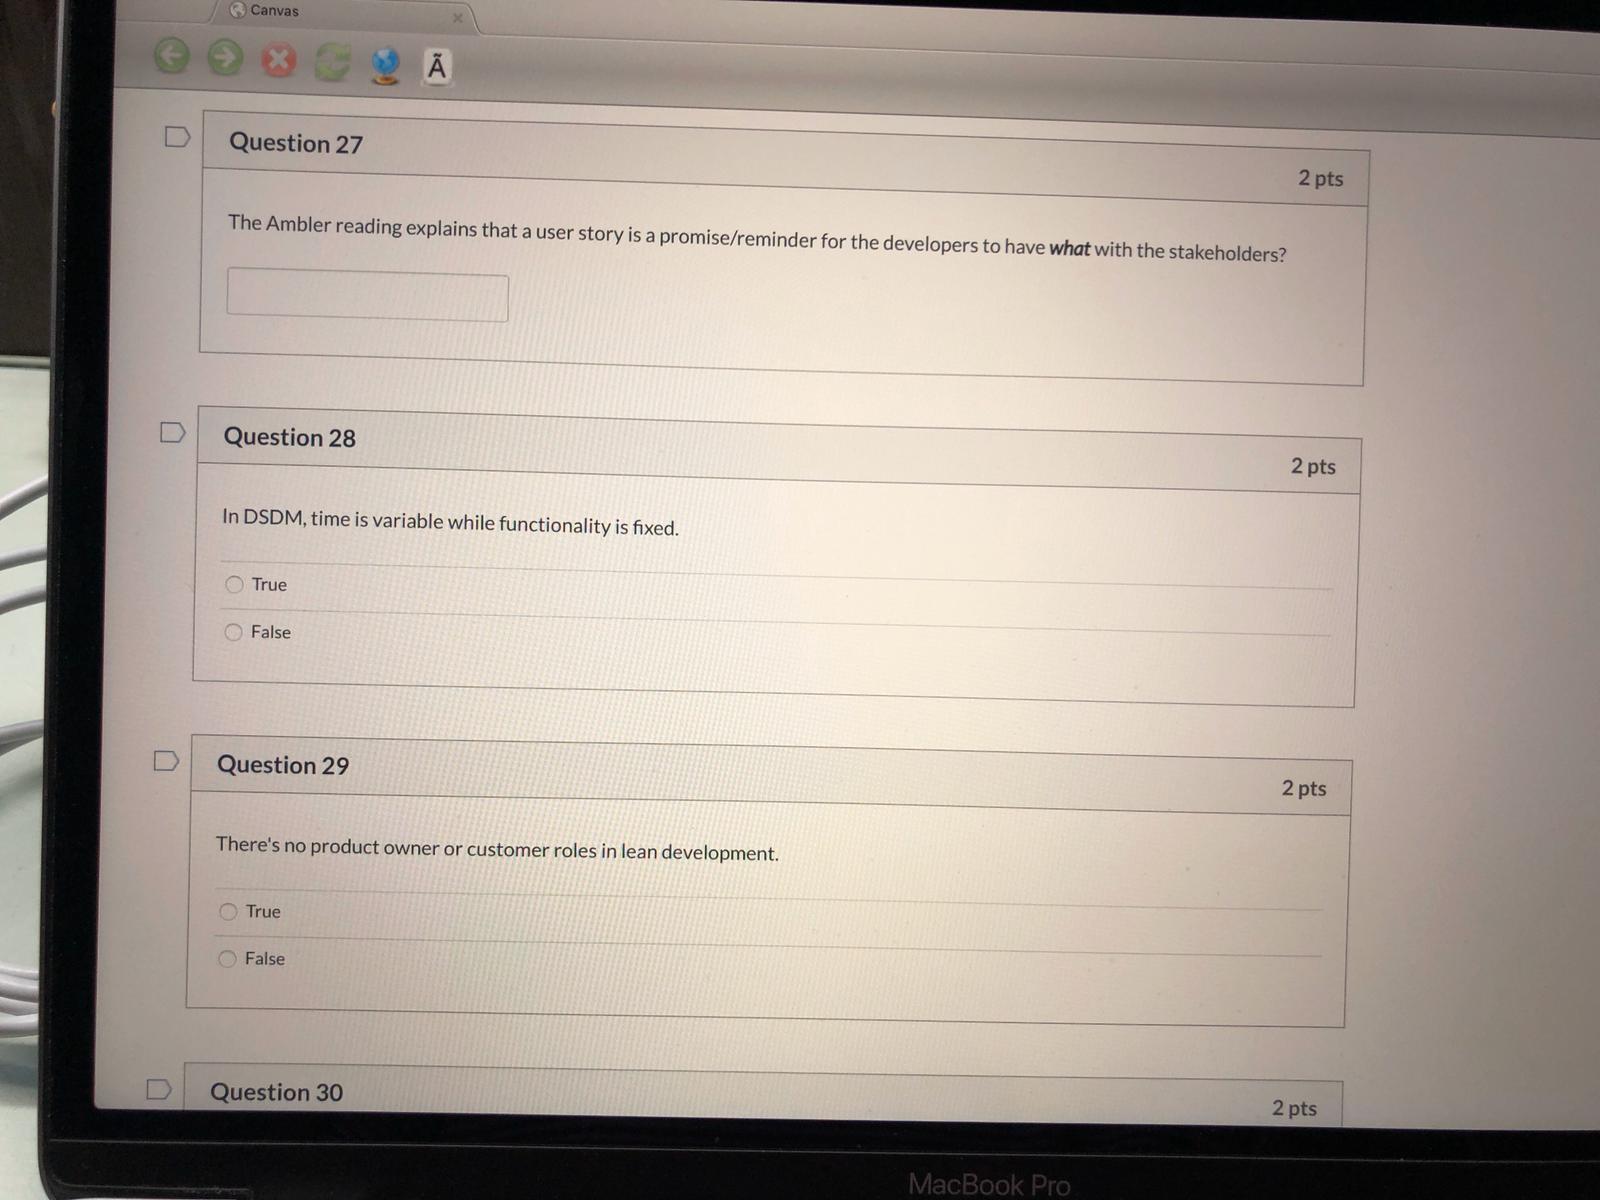 Canvas
Ã
Question 27
2 pts
The Ambler reading explains that a user story is a promise/reminder for the developers to have what with the stakeholders?
Question 28
2 pts
In DSDM, time is variable while functionality is fixed.
True
False
Question 29
2 pts
There's no product owner or customer roles in lean development.
True
False
Question 30
2 pts
MacBook Pro